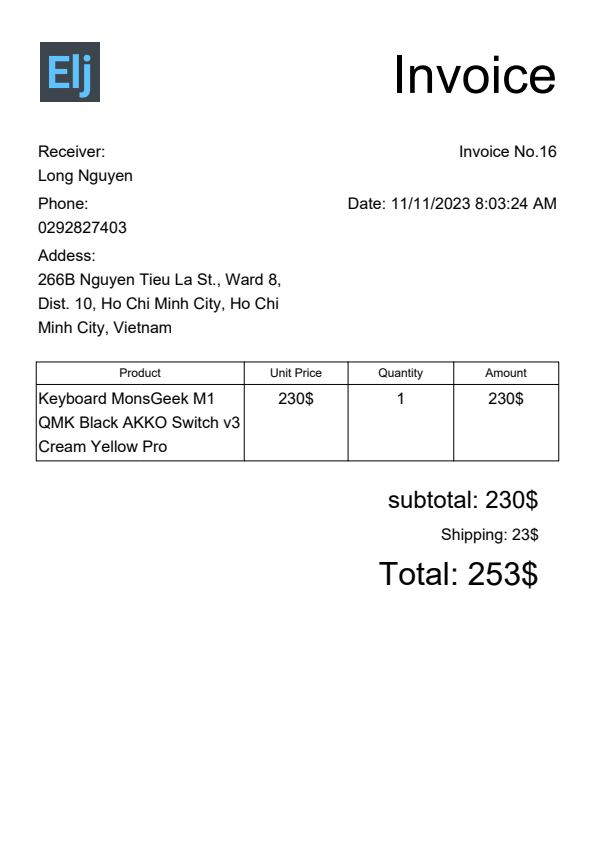 Elj
Invoice
Receiver:
Invoice No.16
Long Nguyen
Phone:
Date: 11/11/2023 8:03:24 AM
0292827403
Addess:
266B Nguyen Tieu La St., Ward 8,
Dist. 10, Ho Chi Minh City, Ho Chi
Minh City, Vietnam
Product Unit Price Quantity Amount
Keyboard MonsGeek M1 230$ 1 230$
QMK Black AKKO Switch v3
Cream Yellow Pro
subtotal: 230$
Shipping: 23$
Total: 253$